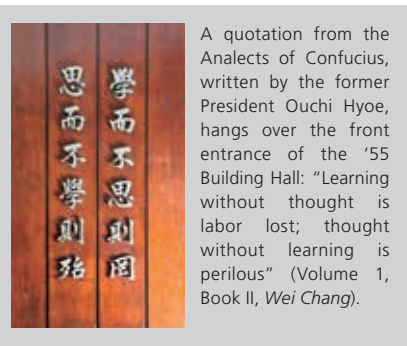 學而不思則罔
思而不學則殆
A quotation from the
Analects of Confucius,
written by the former
President Ouchi Hyoe,
hangs over the front
entrance of the ‘55
Building Hall: “Learning
without thought is
labor lost; thought
without learning is
perilous” (Volume 1,
Book II, Wei Chang).